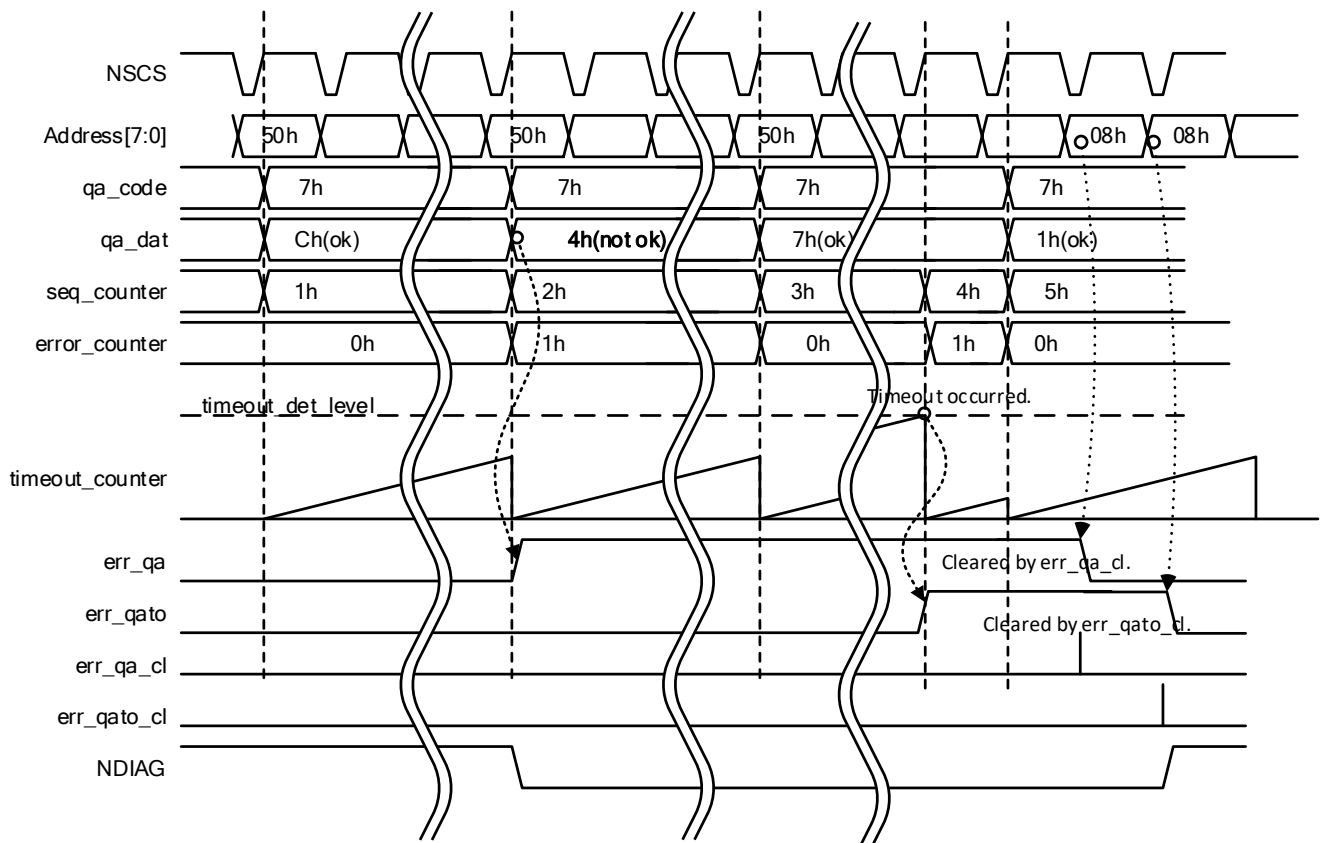 NSCS
Address[7:0] 50h 50h 50h 08h 08h
qa_code 7h 7h 7h 7h
qa_dat Ch(ok) 4h(not ok) 7h(ok) 1h(ok)
seq_counter 1h 2h 3h 4h 5h
error_counter 0h 1h 0h 1h 0h
timeout_det_level Timeout occurred.
timeout_counter
err_qa Cleared by err_qa_cl.
err_qato Cleared by err_qato_cl.
err_qa_cl
err_qato_cl
NDIAG